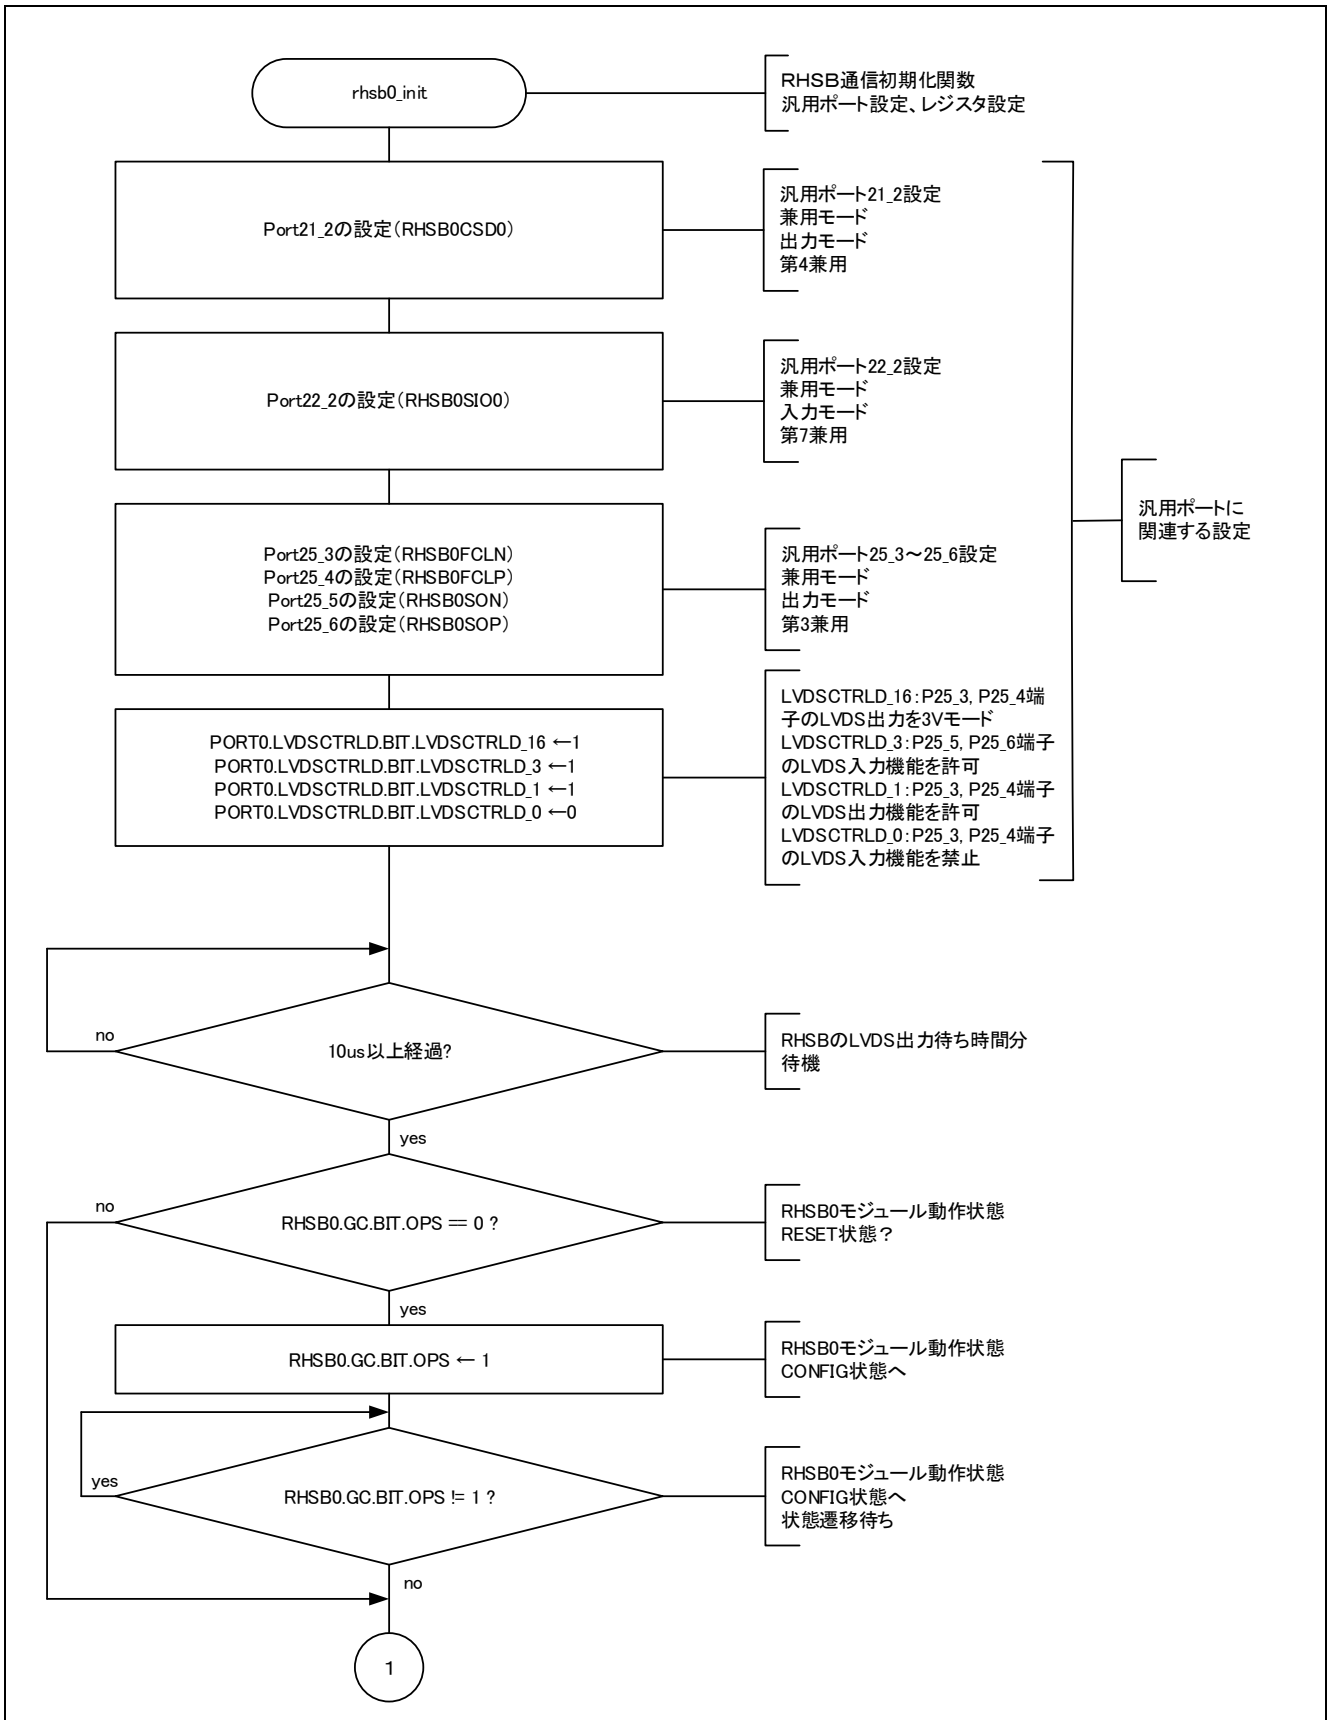 rhsb0_init
RHSB通信初期化関数
汎用ポート設定、レジスタ設定
Port21_2の設定(RHSB0CSD0)
汎用ポート21_2設定
兼用モード
出力モード
第4兼用
Port22_2の設定(RHSB0SIO0)
汎用ポート22_2設定
兼用モード
入力モード
第7兼用
汎用ポートに
関連する設定
Port25_3の設定(RHSB0FCLN)
Port25_4の設定(RHSB0FCLP)
Port25_5の設定(RHSB0SON)
Port25_6の設定(RHSB0SOP)
汎用ポート25_3~25_6設定
兼用モード
出力モード
第3兼用
PORT0.LVDSCTRLD.BIT.LVDSCTRLD_16 ←1
PORT0.LVDSCTRLD.BIT.LVDSCTRLD_3 ←1
PORT0.LVDSCTRLD.BIT.LVDSCTRLD_1 ←1
PORT0.LVDSCTRLD.BIT.LVDSCTRLD_0 ←0
LVDSCTRLD_16:P25_3, P25_4端
子のLVDS出力を3Vモード
LVDSCTRLD_3:P25_5, P25_6端子
のLVDS入力機能を許可
LVDSCTRLD_1:P25_3, P25_4端子
のLVDS出力機能を許可
LVDSCTRLD_0:P25_3, P25_4端子
のLVDS入力機能を禁止
no
10us以上経過?
RHSBのLVDS出力待ち時間分
待機
yes
no
RHSB0.GC.BIT.OPS == 0 ?
RHSB0モジュール動作状態
RESET状態?
yes
RHSB0.GC.BIT.OPS ← 1
RHSB0モジュール動作状態
CONFIG状態へ
yes
RHSB0.GC.BIT.OPS != 1 ?
RHSB0モジュール動作状態
CONFIG状態へ
状態遷移待ち
no
1